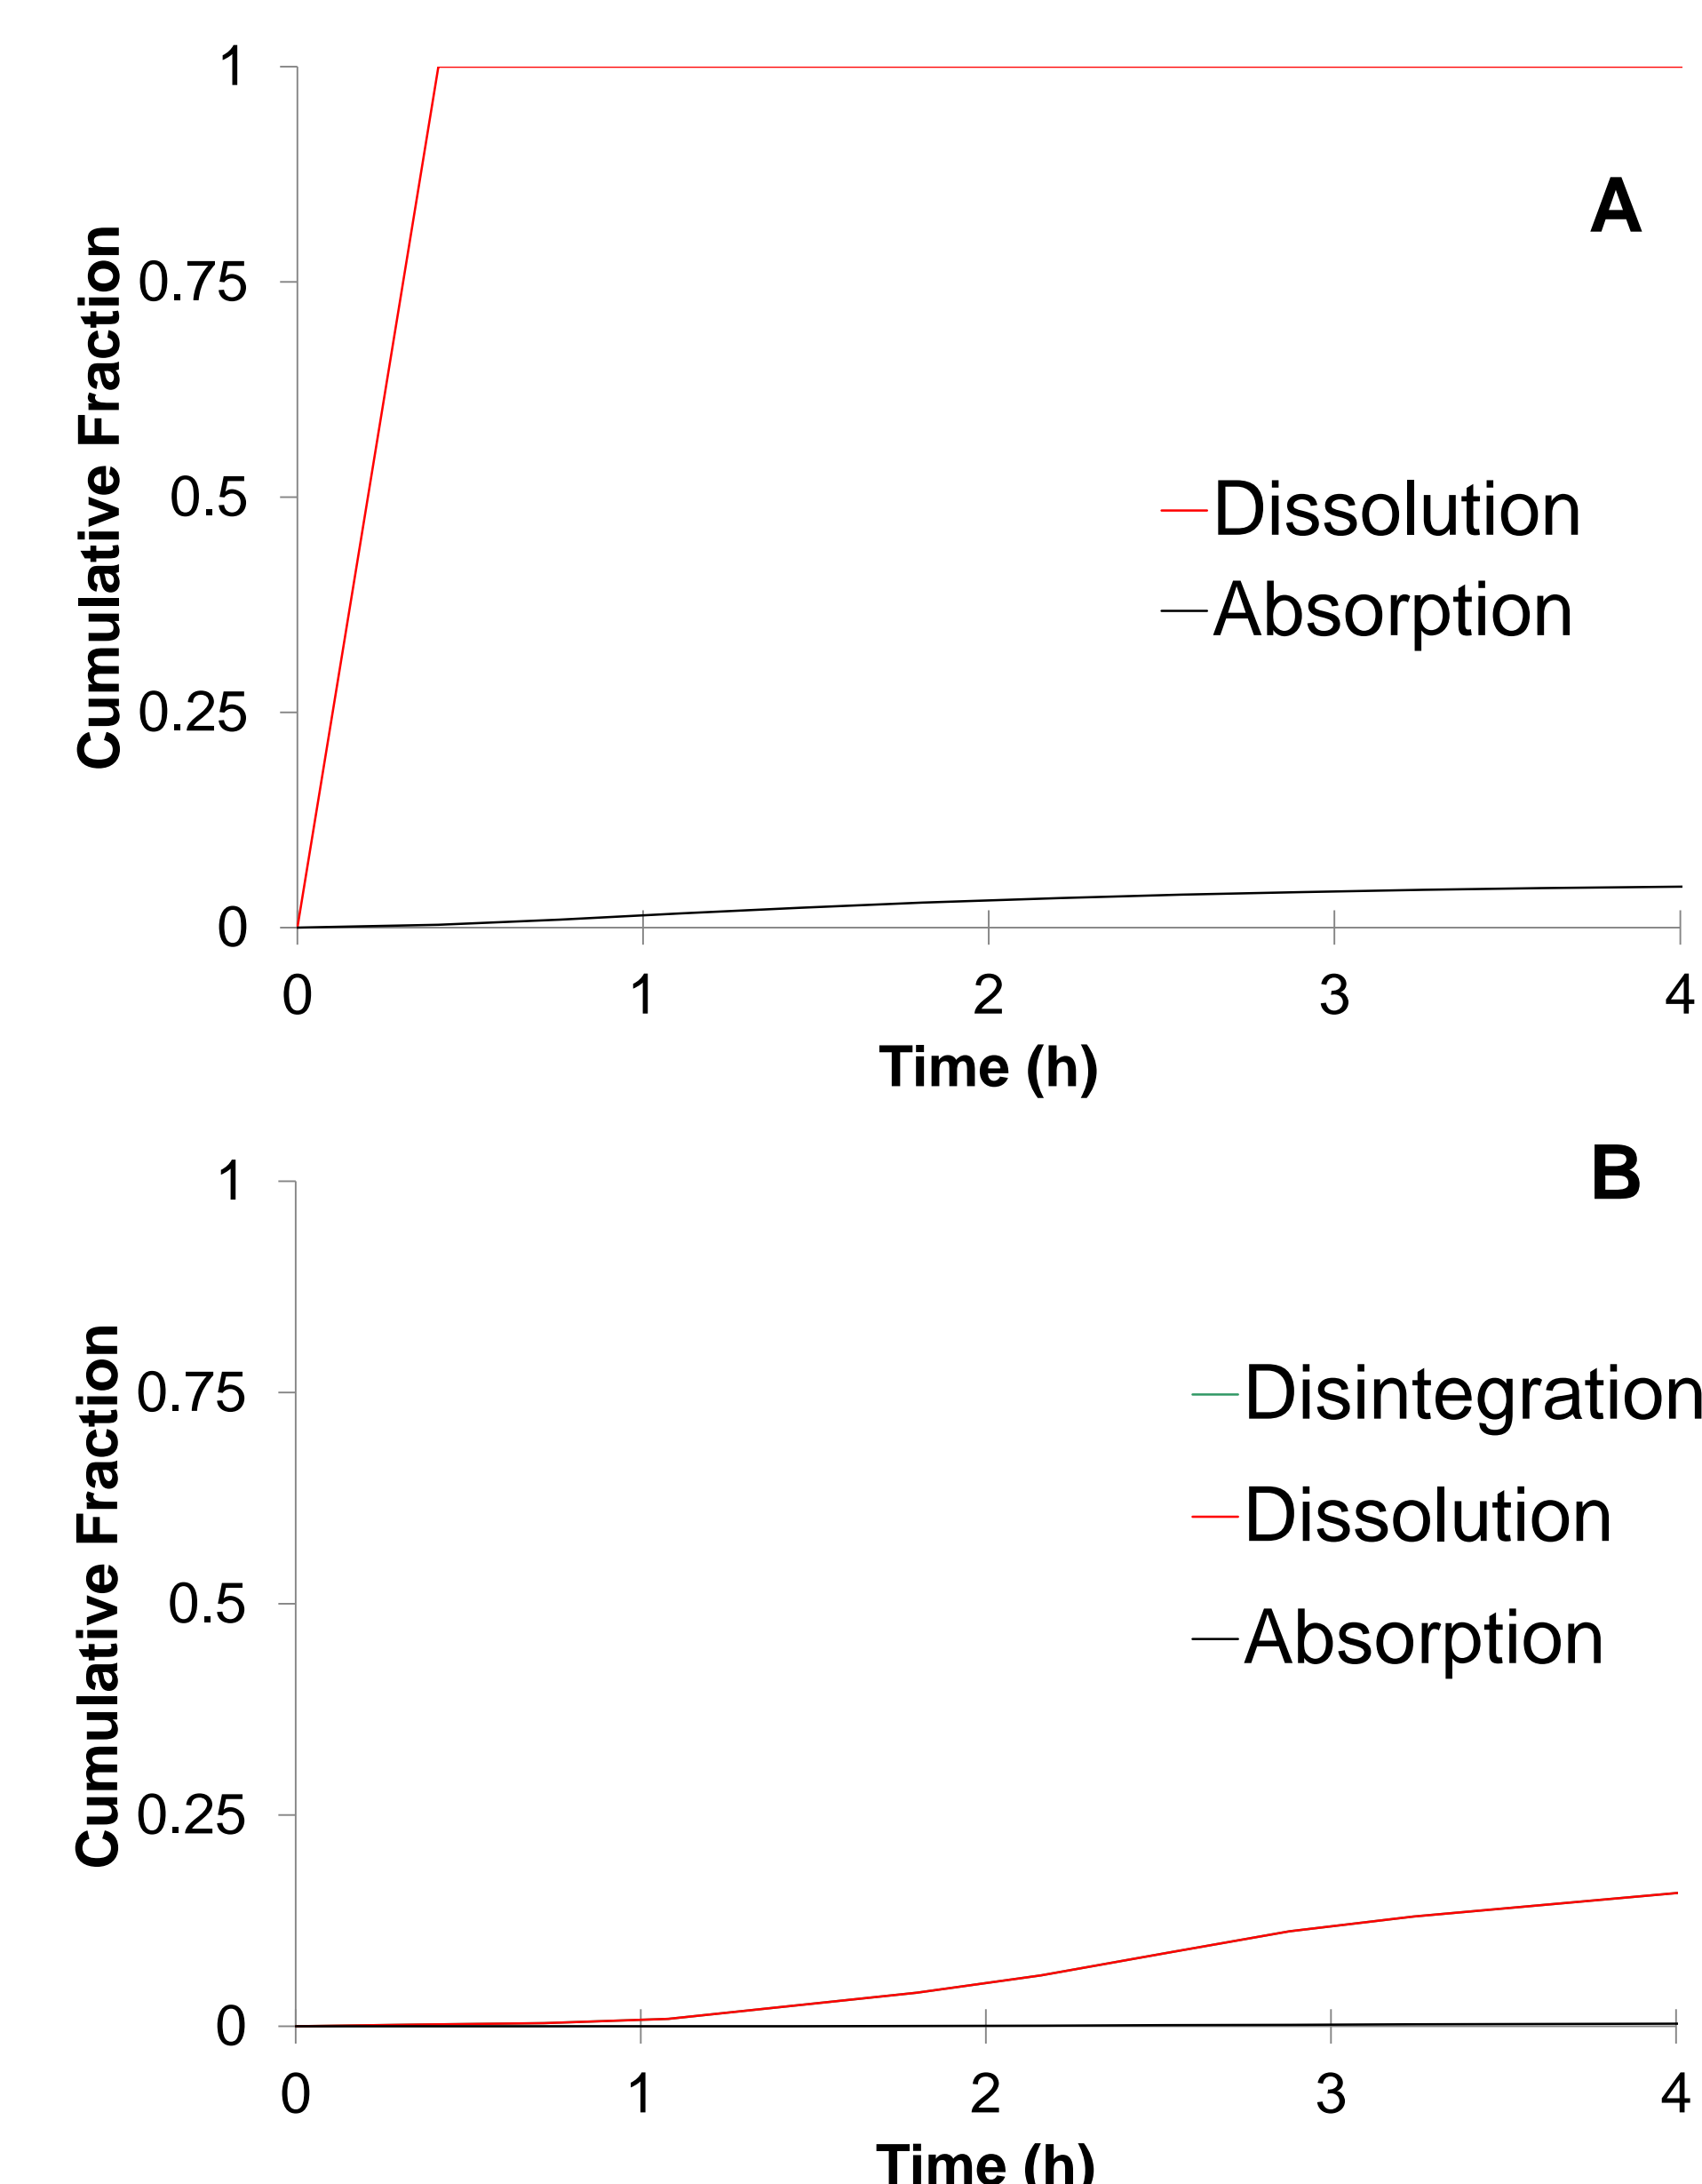 A
1
0.75
0.5
0.25
0
Cumulative Fraction
Dissolution
Absorption
0 1 2 3 4
Time (h)
B
1
0.75
0.5
0.25
0
Cumulative Fraction
Disintegration
Dissolution
Absorption
0 1 2 3 4
Time (h)